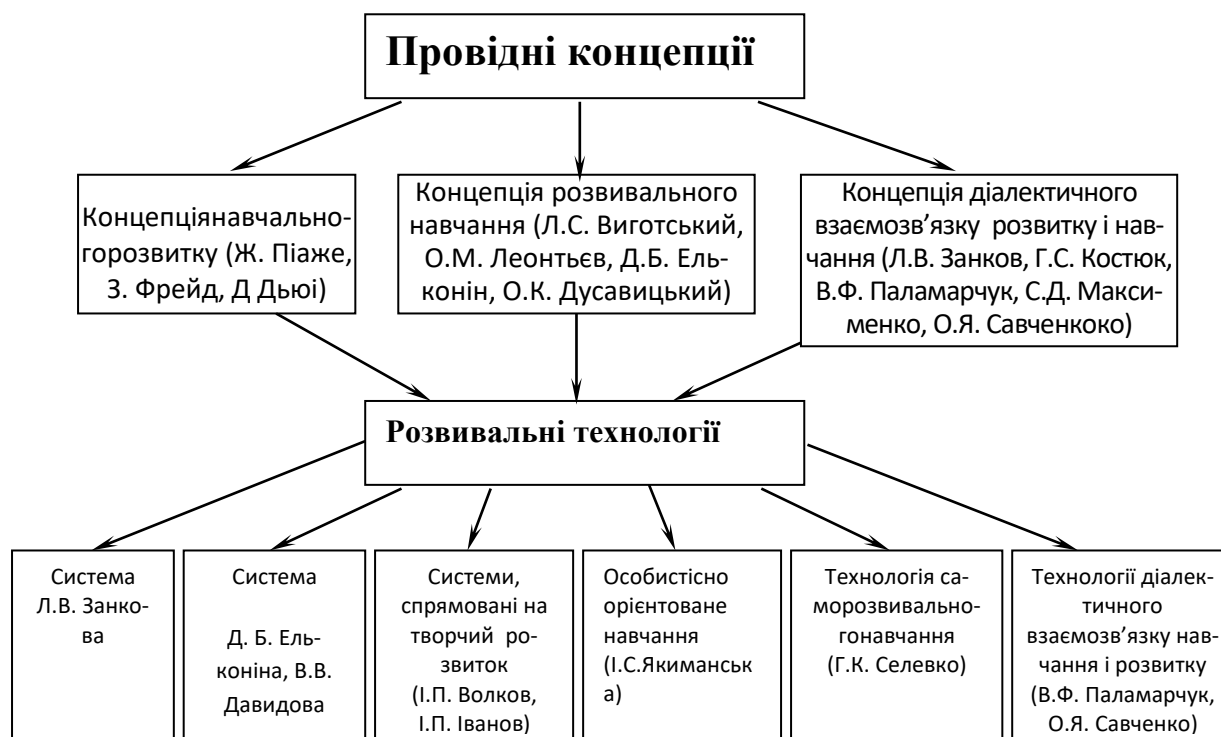 Провідні концепції
Концепціянавчально-
горозвитку (Ж. Піаже,
З. Фрейд, Д Дьюі)
Концепція розвивального
навчання (Л.С. Виготський,
О.М. Леонтьєв, Д.Б. Ель-
конін, О.К. Дусавицький)
Концепція діалектичного
взаємозв’язку розвитку і нав-
чання (Л.В. Занков, Г.С. Костюк,
В.Ф. Паламарчук, С.Д. Макси-
менко, О.Я. Савченкоко)
Розвивальні технології
Система
Л.В. Занко-
ва
Система
Д. Б. Ель-
коніна, В.В.
Давидова
Системи,
спрямовані на
творчий ро-
звиток
(І.П. Волков,
І.П. Іванов)
Особистісно
орієнтоване
навчання
(І.С.Якиманськ
а)
Технологія са-
морозвивально-
гонавчання
(Г.К. Селевко)
Технології діалек-
тичного
взаємозв’язку нав-
чання і розвитку
(В.Ф. Паламарчук,
О.Я. Савченко)